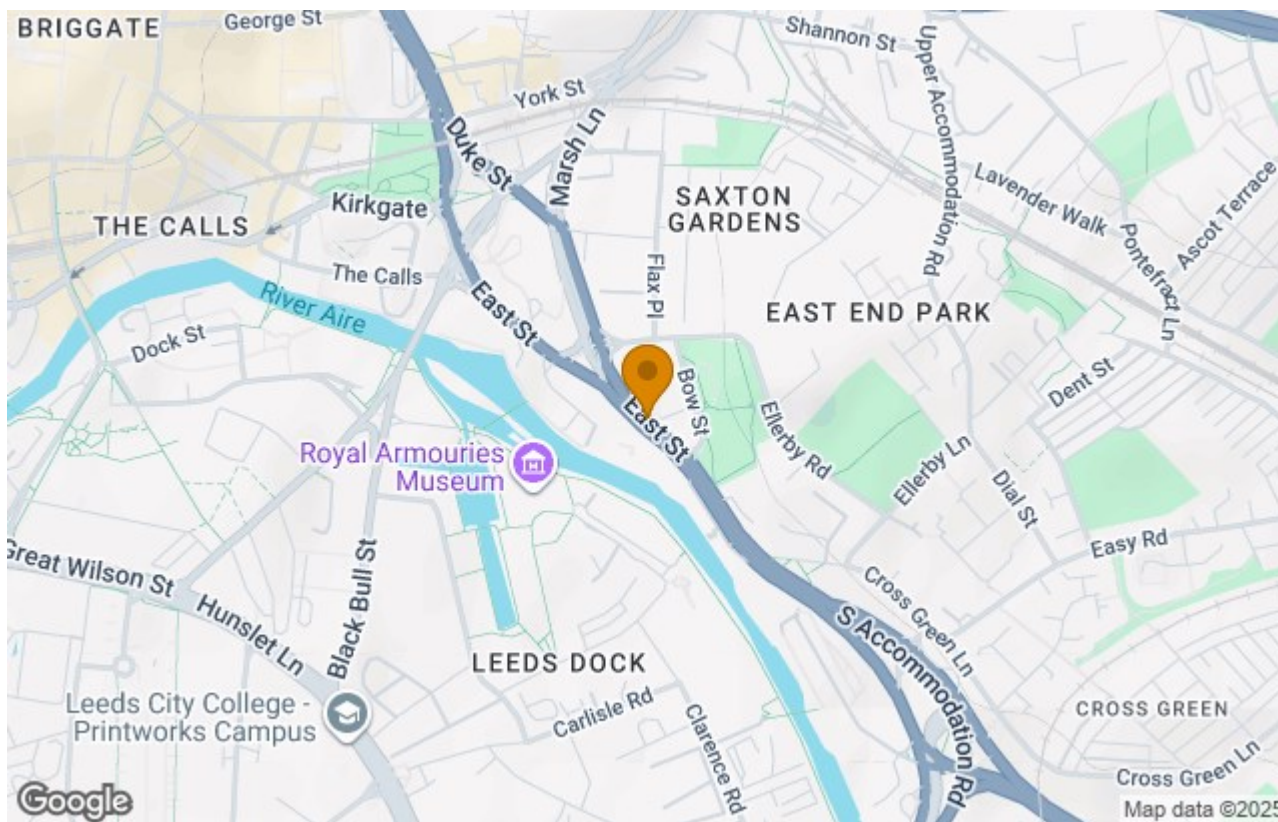 BRIGGATE
George St
Shannon St
Upper Accommodation Rd
York St
Duke St
Marsh Ln
Lavender Walk
Pontefract Ln
Ascot Terrace
SAXTON
GARDENS
Kirkgate
THE CALLS
The Calls
Flax Pl
River Aire
East St
EAST END PARK
Dock St
Dent St
Bow St
East St
Ellerby Rd
Ellerby Ln
Royal Armouries
Museum
Dial St
Easy Rd
Great Wilson St
Black Bull St
Hunslet Ln
Cross Green Ln
S Accommodation Rd
LEEDS DOCK
Leeds City College -
Printworks Campus
Carlisle Rd
Clarence Rd
CROSS GREEN
Cross Green Ln
Google
Map data ©2025